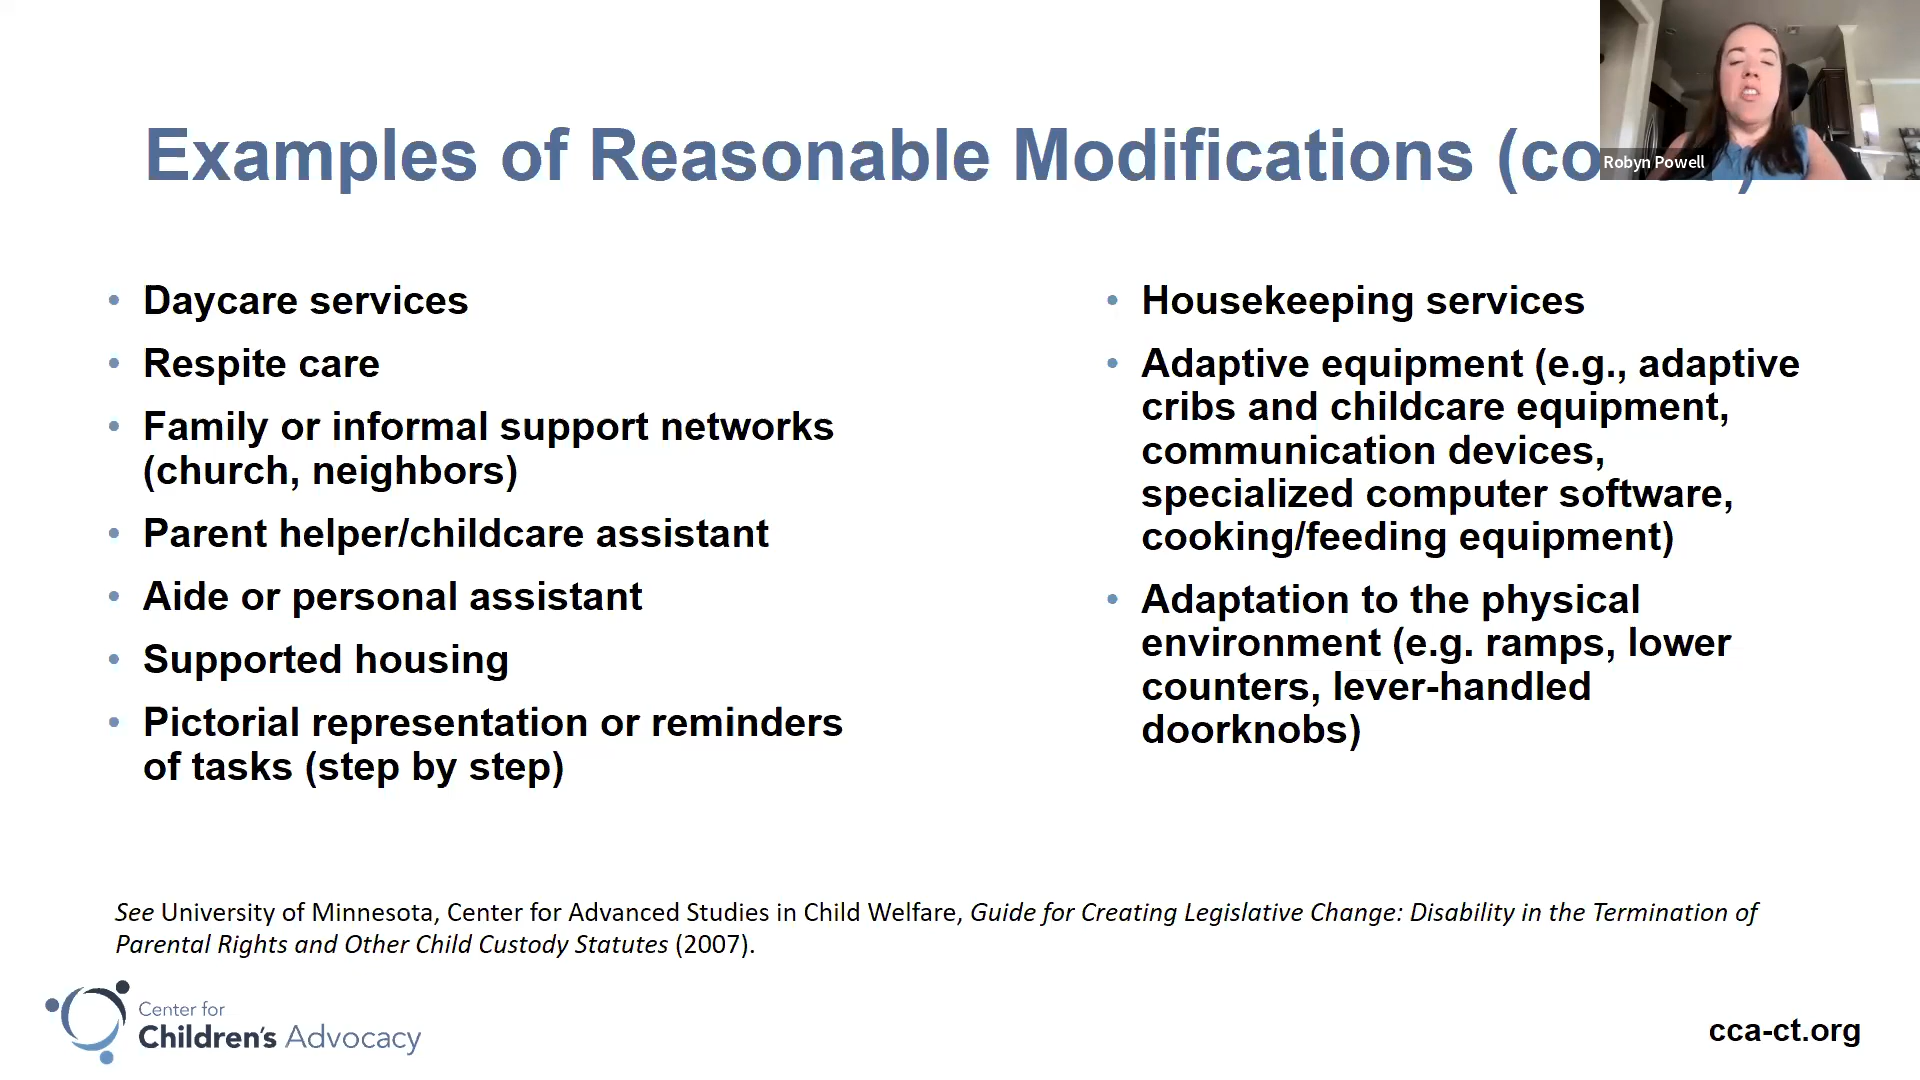 Examples of Reasonable Modifications (co
Robyn Powell
• Daycare services
• Respite care
• Family or informal support networks
(church, neighbors)
• Parent helper/childcare assistant
• Aide or personal assistant
• Supported housing
• Pictorial representation or reminders
of tasks (step by step)
• Housekeeping services
• Adaptive equipment (e.g., adaptive
cribs and childcare equipment,
communication devices,
specialized computer software,
cooking/feeding equipment)
• Adaptation to the physical
environment (e.g. ramps, lower
counters, lever-handled
doorknobs)
See University of Minnesota, Center for Advanced Studies in Child Welfare, Guide for Creating Legislative Change: Disability in the Termination of
Parental Rights and Other Child Custody Statutes (2007).
Center for
Children's Advocacy
cca-ct.org